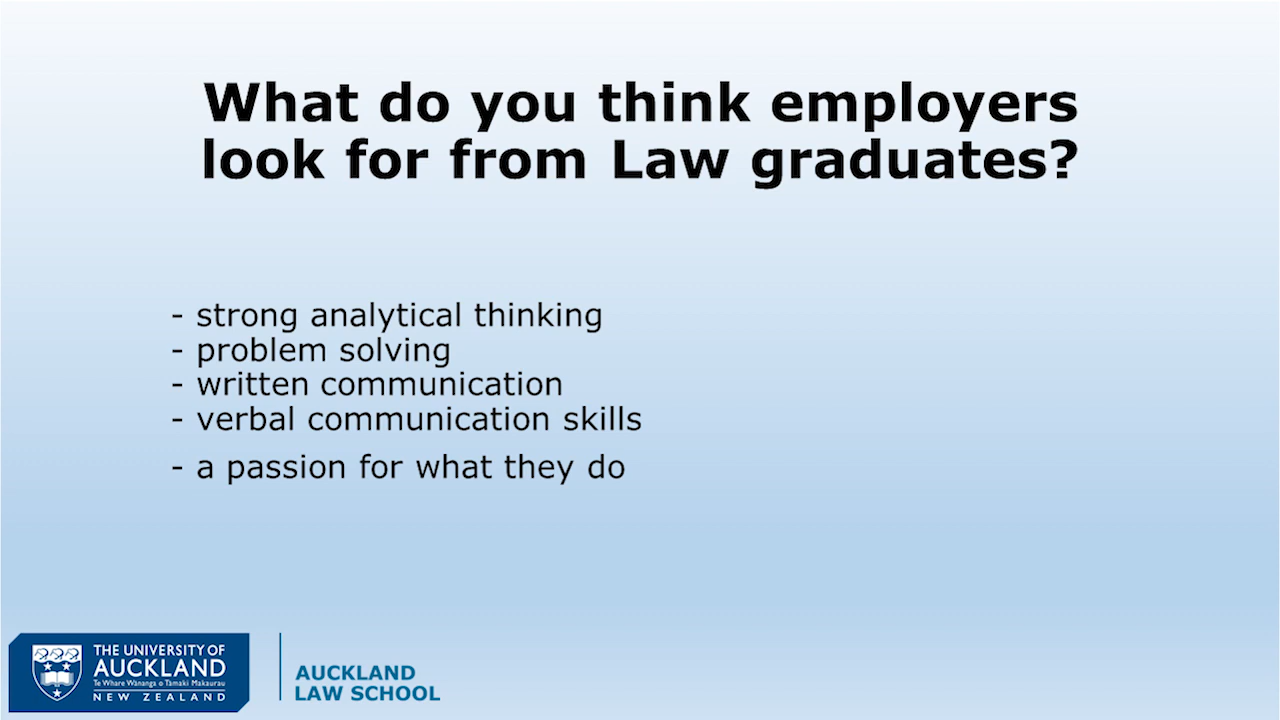 What do you think employers
look for from Law graduates?
- strong analytical thinking
- problem solving
- written communication
- verbal communication skills
- a passion for what they do
THE UNIVERSITY OF
AUCKLAND
Te Whare Wānanga o Tāmaki Makaurau
NEW ZEALAND
AUCKLAND
LAW SCHOOL